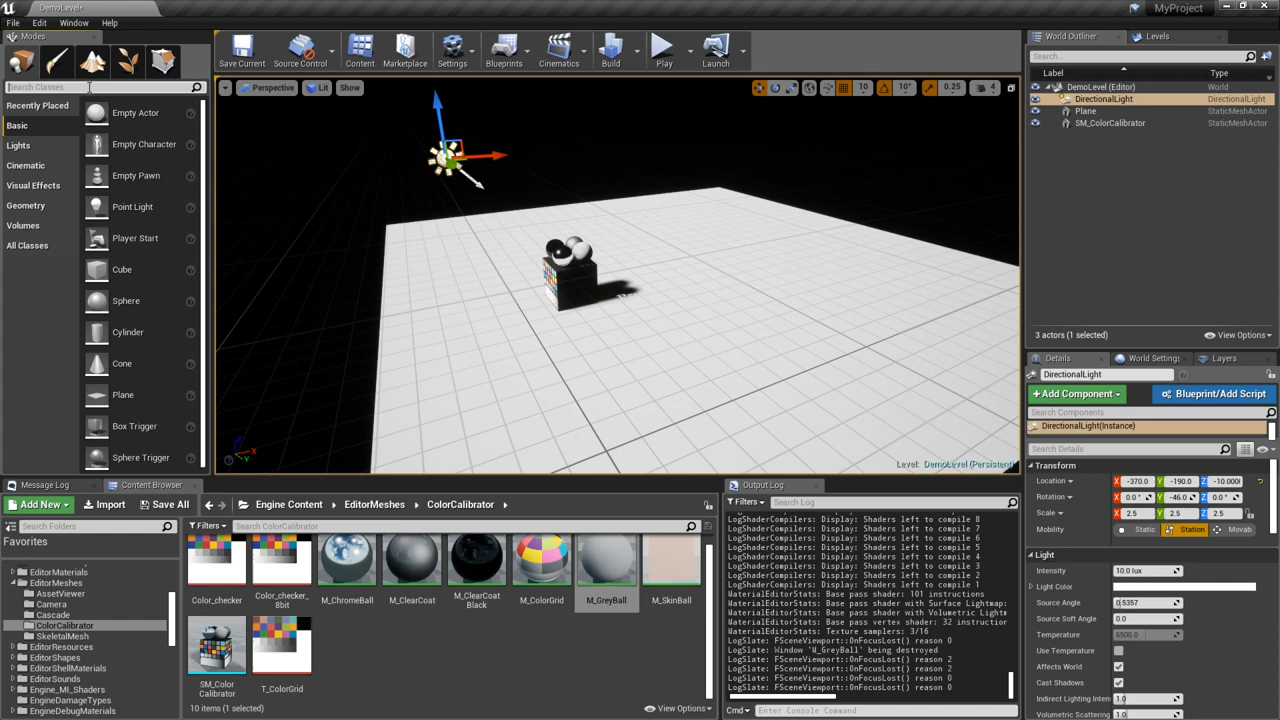 DemoLevel*
MyProject
File Edit Window Help
Modes
Search Classes
Recently Placed
Basic
Lights
Cinematic
Visual Effects
Geometry
Volumes
All Classes
Empty Actor
Empty Character
Empty Pawn
Point Light
Player Start
Cube
Sphere
Cylinder
Cone
Plane
Box Trigger
Sphere Trigger
Save Current
Source Control
Content
Marketplace
Settings
Blueprints
Cinematics
Build
Play
Launch
Perspective Lit Show
10 10° 0.25 4
X
Y
Level: DemoLevel (Persistent)
World Outliner Levels
Search...
Label Type
DemoLevel (Editor) World
DirectionalLight DirectionalLight
Plane StaticMeshActor
SM_ColorCalibrator StaticMeshActor
3 actors (1 selected) View Options
Details World Settings Layers
DirectionalLight
+Add Component Blueprint/Add Script
Search Components
DirectionalLight(Instance)
Search Details
Transform
Location X -370.0 Y -190.0 Z -10.000
Rotation X 0.0 ° Y -46.0 Z 0.0 °
Scale X 2.5 Y 2.5 Z 2.5
Mobility Static Station Movab
Light
Intensity 10.0 lux
Light Color
Source Angle 0.5357
Source Soft Angle 0.0
Temperature 6500.0
Use Temperature
Affects World
Cast Shadows
Indirect Lighting Inten 1.0
Volumetric Scattering 1.0
Message Log Content Browser
Add New Import Save All Engine Content EditorMeshes ColorCalibrator
Search Folders
Favorites
EditorMaterials
EditorMeshes
AssetViewer
Camera
Cascade
ColorCalibrator
SkeletalMesh
EditorResources
EditorShapes
EditorShellMaterials
EditorSounds
Engine_MI_Shaders
EngineDamageTypes
EngineDebugMaterials
Filters Search ColorCalibrator
Color_checker
Color_checker_8bit
M_ChromeBall
M_ClearCoat
M_ClearCoat Black
M_ColorGrid
M_GreyBall
M_SkinBall
SM_Color Calibrator
T_ColorGrid
10 items (1 selected) View Options
Output Log
Filters Search Log
LogShaderCompilers: Display: Shaders left to compile 8
LogShaderCompilers: Display: Shaders left to compile 7
LogShaderCompilers: Display: Shaders left to compile 6
LogShaderCompilers: Display: Shaders left to compile 5
LogShaderCompilers: Display: Shaders left to compile 4
LogShaderCompilers: Display: Shaders left to compile 3
LogShaderCompilers: Display: Shaders left to compile 2
LogShaderCompilers: Display: Shaders left to compile 1
MaterialEditorStats: Base pass shader: 101 instructions
MaterialEditorStats: Base pass shader with Surface Lightmap:
MaterialEditorStats: Base pass shader with Volumetric Lightm
MaterialEditorStats: Base pass vertex shader: 32 instruction
MaterialEditorStats: Texture samplers: 3/16
LogSlate: FSceneViewport::OnFocusLost() reason 0
LogSlate: Window 'M_GreyBall' being destroyed
LogSlate: FSceneViewport::OnFocusLost() reason 2
LogSlate: FSceneViewport::OnFocusLost() reason 2
LogSlate: FSceneViewport::OnFocusLost() reason 0
LogSlate: FSceneViewport::OnFocusLost() reason 0
Cmd Enter Console Command